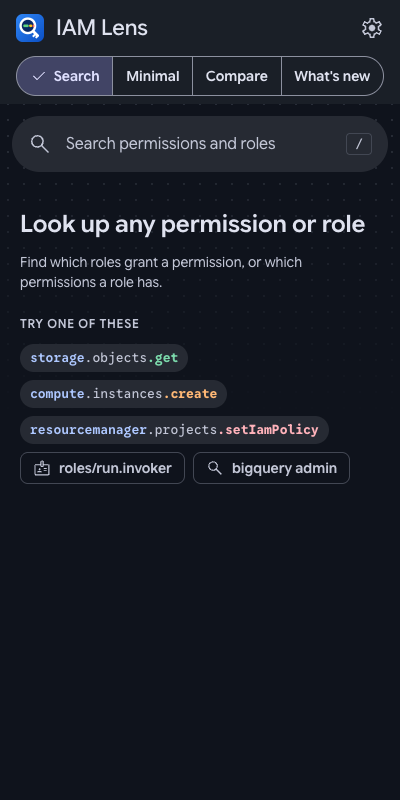 IAM Lens
Search
Minimal
Compare
What's new
Search permissions and roles
/
Look up any permission or role
Find which roles grant a permission, or which
permissions a role has.
TRY ONE OF THESE
storage.objects.get
compute.instances.create
resourcemanager.projects.setIamPolicy
roles/run.invoker
bigquery admin